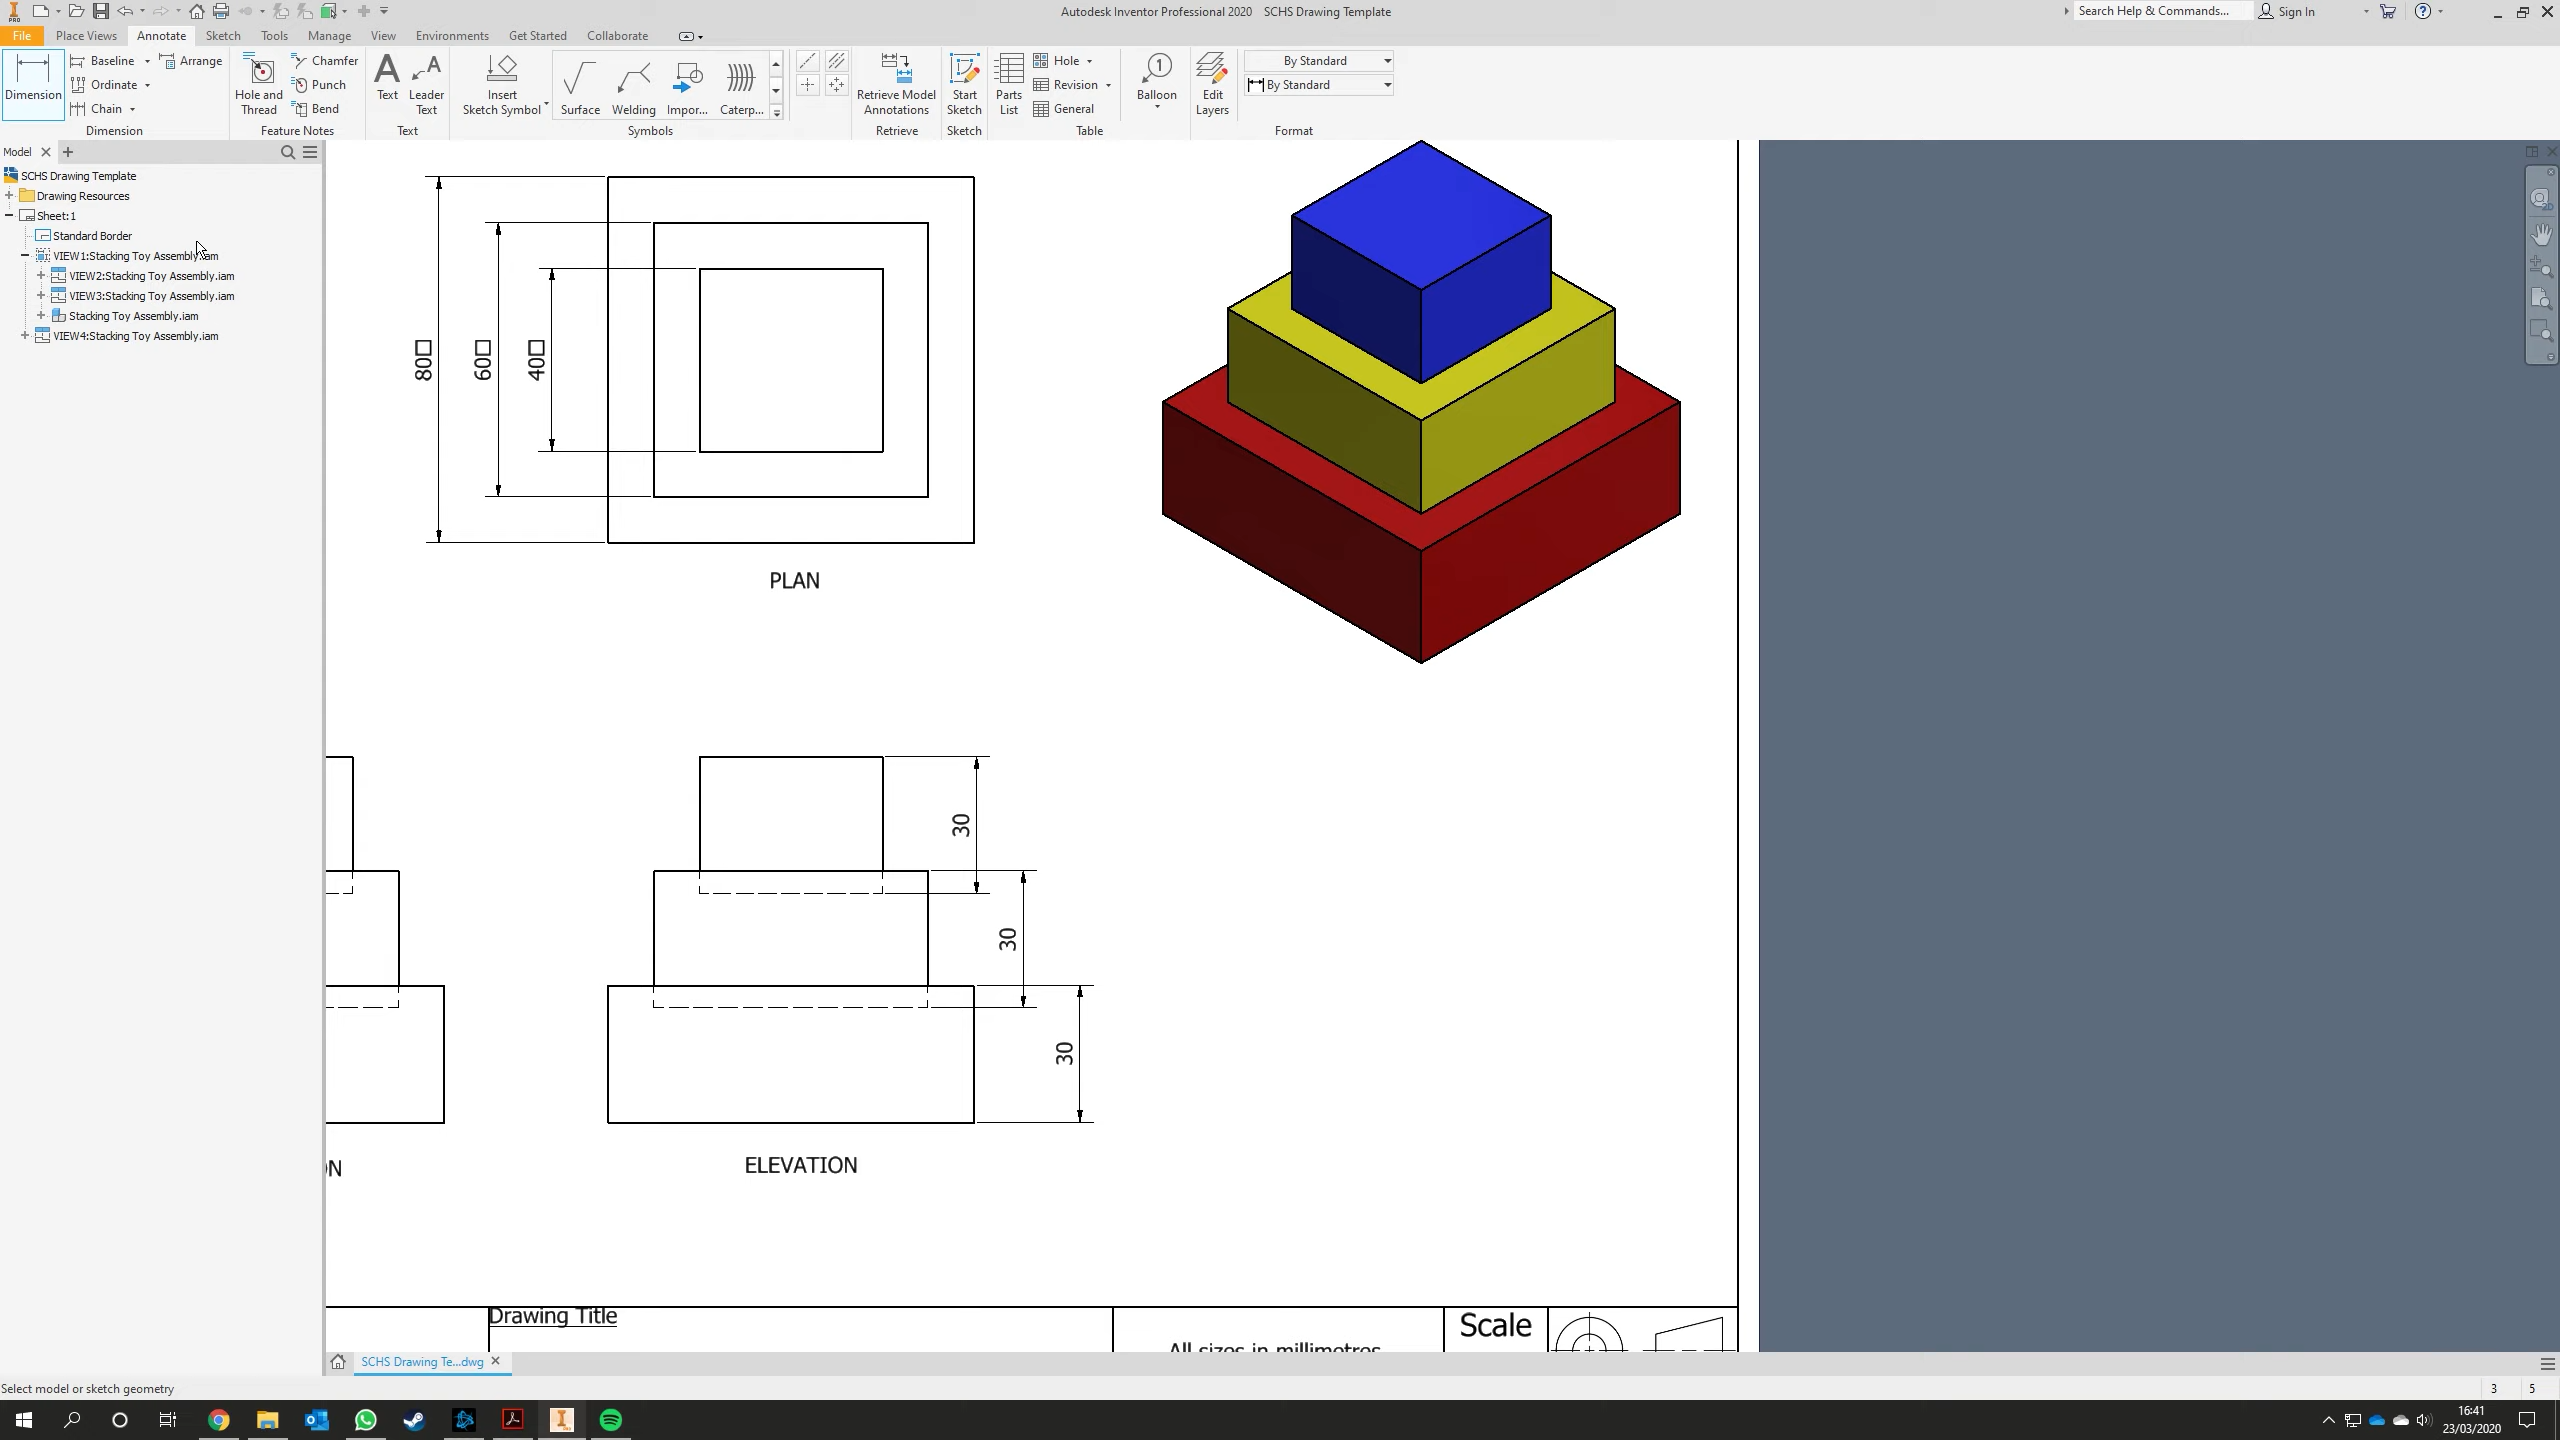 Autodesk Inventor Professional 2020 SCHS Drawing Template
Search Help & Commands...
Sign In
PRO
File Place Views Annotate Sketch Tools Manage View Environments Get Started Collaborate
Dimension
Baseline
Ordinate
Chain
Arrange
Dimension
Hole and Thread
Chamfer
Punch
Bend
Feature Notes
Text
Leader Text
Text
Insert Sketch Symbol
Surface
Welding
Impor...
Caterp...
Symbols
Retrieve Model Annotations
Retrieve
Start Sketch
Sketch
Parts List
Hole
Revision
General
Table
1
Balloon
Edit Layers
By Standard
By Standard
Format
Model
SCHS Drawing Template
Drawing Resources
Sheet:1
Standard Border
VIEW1:Stacking Toy Assembly.iam
VIEW2:Stacking Toy Assembly.iam
VIEW3:Stacking Toy Assembly.iam
Stacking Toy Assembly.iam
VIEW4:Stacking Toy Assembly.iam
80□
60□
40□
PLAN
30
30
30
ELEVATION
ON
Drawing Title
All sizes in millimetres
Scale
SCHS Drawing Te...dwg
Select model or sketch geometry
3 5
16:41
23/03/2020